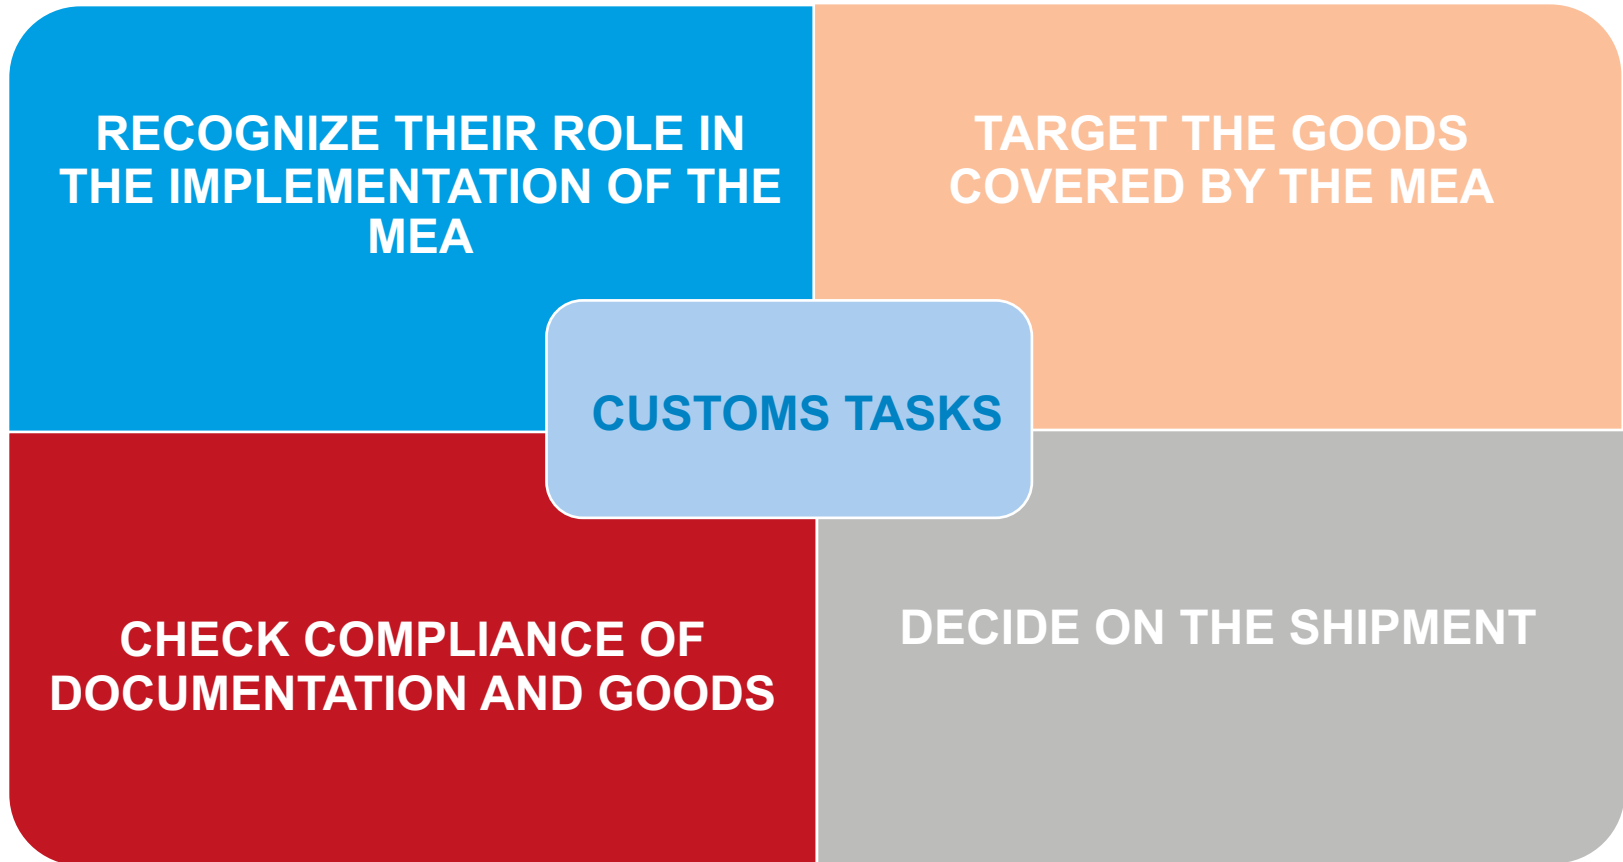 RECOGNIZE THEIR ROLE IN
THE IMPLEMENTATION OF THE
MEA
TARGET THE GOODS
COVERED BY THE MEA
CUSTOMS TASKS
CHECK COMPLIANCE OF
DOCUMENTATION AND GOODS
DECIDE ON THE SHIPMENT